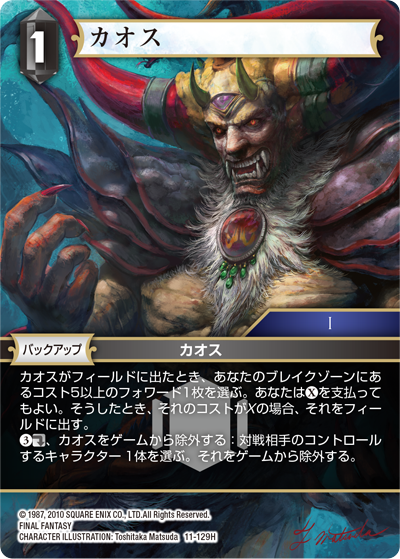 1
カオス
I
バックアップ
カオス
カオスがフィールドに出たとき、あなたのブレイクゾーンにあ
るコスト5以上のフォワード1枚を選ぶ。あなたはXを支払って
もよい。そうしたとき、それのコストがXの場合、それをフィー
ルドに出す。
3、カオスをゲームから除外する：対戦相手のコントロール
するキャラクター 1体を選ぶ。それをゲームから除外する。
© 1987, 2010 SQUARE ENIX CO., LTD.All Rights Reserved.
FINAL FANTASY
CHARACTER ILLUSTRATION: Toshitaka Matsuda 11-129H